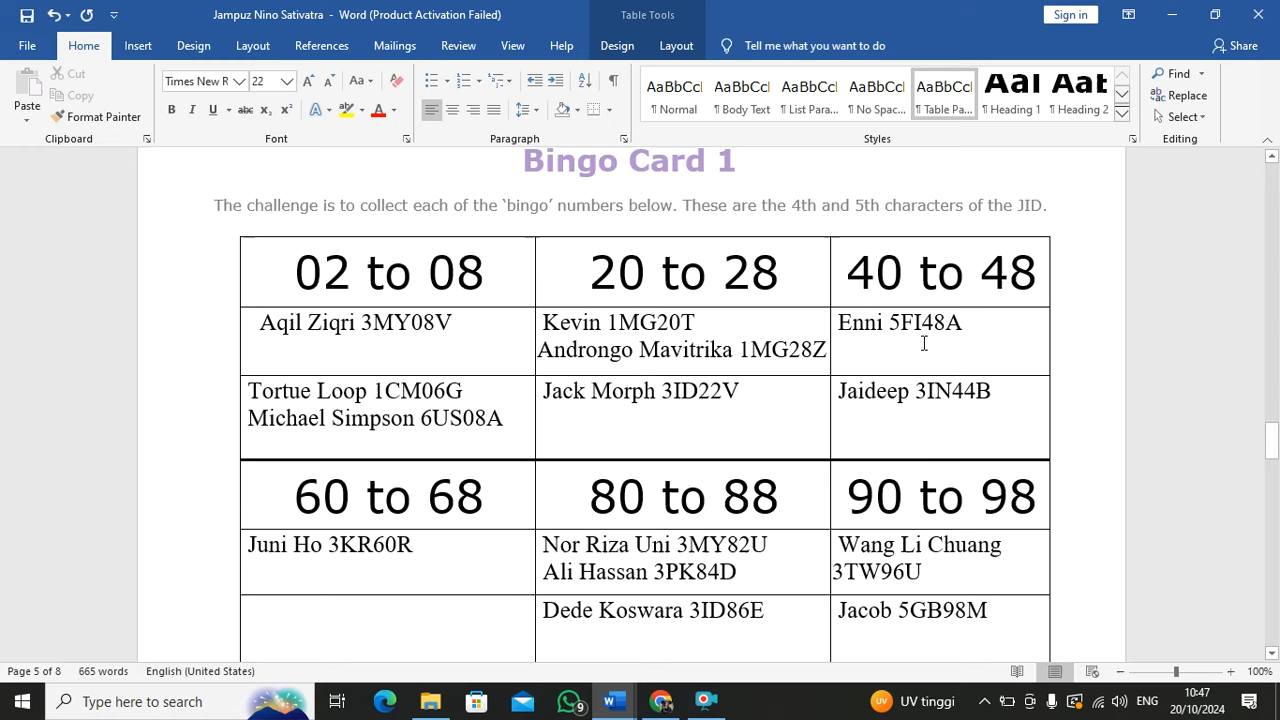 Jampuz Nino Sativatra - Word (Product Activation Failed)
Table Tools
Sign in
File Home Insert Design Layout References Mailings Review View Help Design Layout Tell me what you want to do Share
Paste
Cut
Copy
Format Painter
Clipboard
Times New R 22
Font
Paragraph
AaBbCcI AaBbCcI AaBbCcI AaBbCcI AaBbCcI AaI AaBt
¶ Normal ¶ Body Text ¶ List Para... ¶ No Spac... ¶ Table Pa... ¶ Heading 1 ¶ Heading 2
Styles
Find
Replace
Select
Editing
Bingo Card 1
The challenge is to collect each of the ‘bingo’ numbers below. These are the 4th and 5th characters of the JID.
02 to 08 20 to 28 40 to 48
Aqil Ziqri 3MY08V
Kevin 1MG20T
Androngo Mavitrika 1MG28Z
Enni 5FI48A
Tortue Loop 1CM06G
Michael Simpson 6US08A
Jack Morph 3ID22V
Jaideep 3IN44B
60 to 68 80 to 88 90 to 98
Juni Ho 3KR60R
Nor Riza Uni 3MY82U
Ali Hassan 3PK84D
Wang Li Chuang
3TW96U
Dede Koswara 3ID86E
Jacob 5GB98M
Page 5 of 8 665 words English (United States) 100%
Type here to search
9
UV tinggi
ENG
10:47
20/10/2024